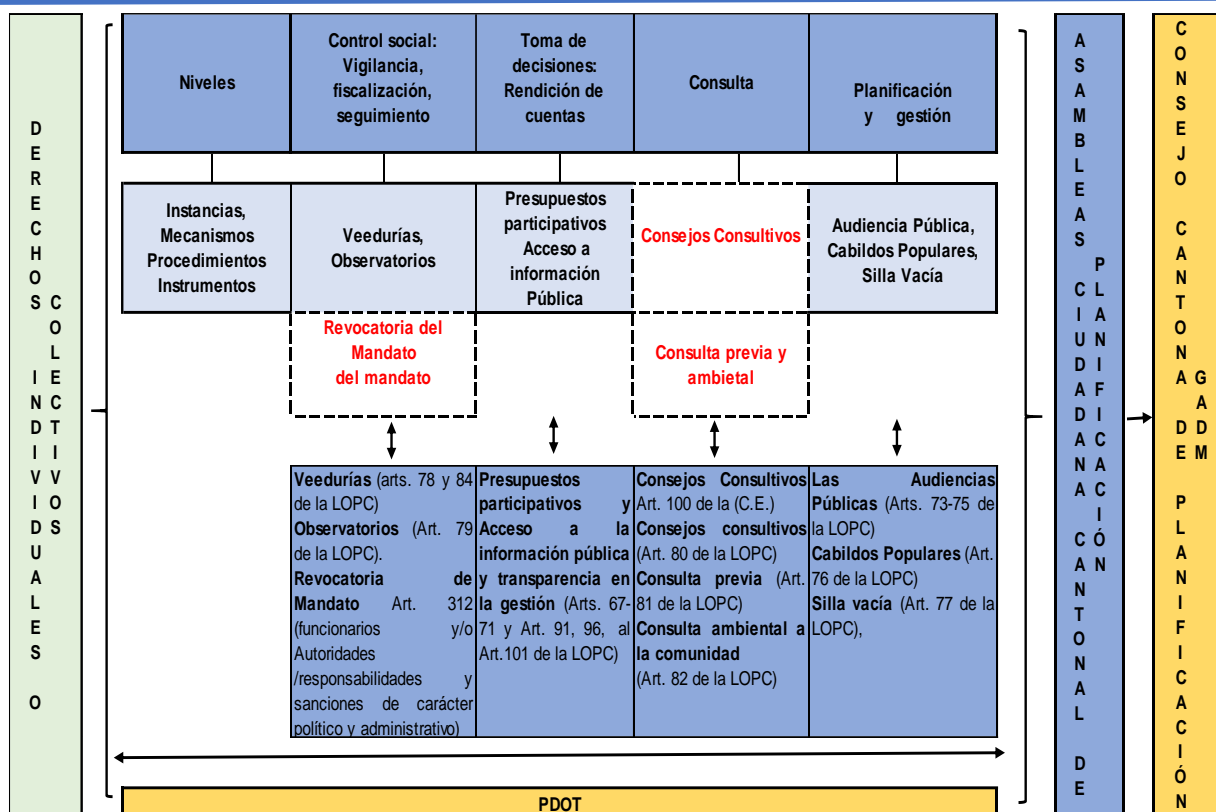 DERECHOS INDIVIDUALES O
COLECTIVOS
Niveles
Control social:
Vigilancia,
fiscalización,
seguimiento
Toma de
decisiones:
Rendición de
cuentas
Consulta
Planificación
y gestión
Instancias,
Mecanismos
Procedimientos
Instrumentos
Veedurías,
Observatorios
Presupuestos
participativos
Acceso a
información
Pública
Consejos Consultivos
Audiencia Pública,
Cabildos Populares,
Silla Vacía
Revocatoria del
Mandato
del mandato
Consulta previa y
ambietal
Veedurías (arts. 78 y 84
de la LOPC)
Observatorios (Art. 79
de la LOPC).
Revocatoria de
Mandato Art. 312
(funcionarios y/o
Autoridades
/responsabilidades y
sanciones de carácter
político y administrativo)
Presupuestos
participativos y
Acceso a la
información pública
y transparencia en
la gestión (Arts. 67-
71 y Art. 91, 96, al
Art.101 de la LOPC)
Consejos Consultivos
Art. 100 de la (C.E.)
Consejos consultivos
(Art. 80 de la LOPC)
Consulta previa (Art.
81 de la LOPC)
Consulta ambiental a
la comunidad
(Art. 82 de la LOPC)
Las Audiencias
Públicas (Arts. 73-75 de
la LOPC)
Cabildos Populares (Art.
76 de la LOPC)
Silla vacía (Art. 77 de la
LOPC),
PDOT
ASAMBLEAS CIUDADANA CANTONAL DE
PLANIFICACIÓN
CONSEJO CANTONA DE PLANIFICACIÓN
GADM